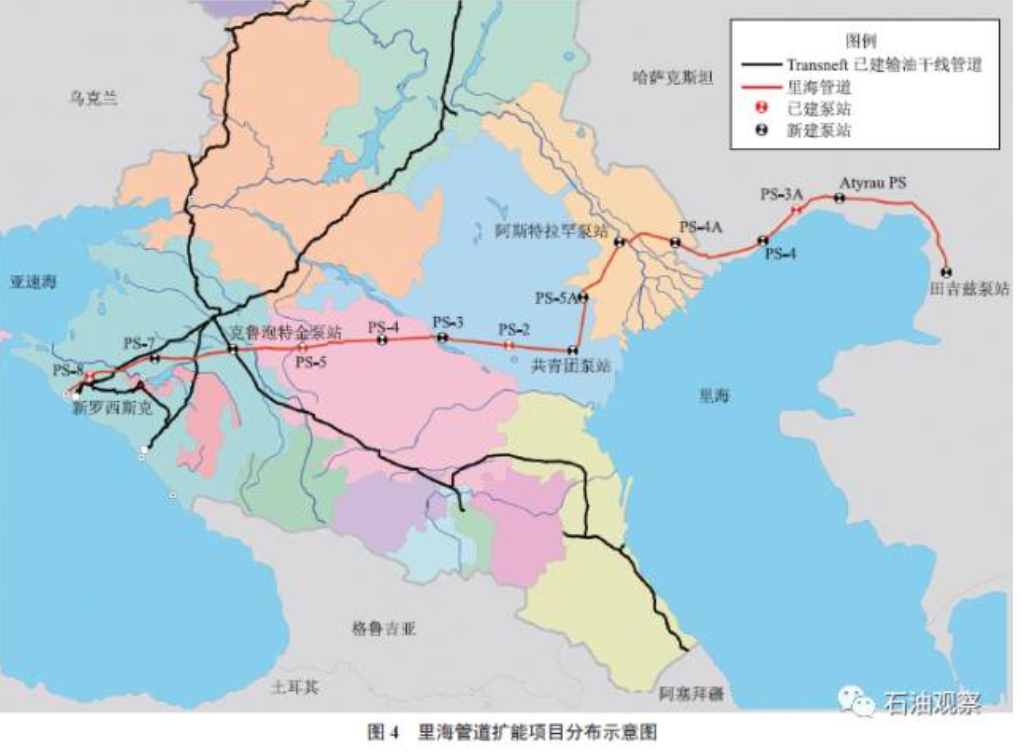 图例
Transneft 已建输油干线管道
里海管道
已建泵站
新建泵站
乌克兰
哈萨克斯坦
PS-3A
Atyrau PS
阿斯特拉罕泵站
PS-4A
PS-4
亚速海
PS-5A
田吉兹泵站
克鲁泡特金泵站
PS-4
PS-3
PS-2
PS-7
PS-5
共青团泵站
PS-8
新罗西斯克
里海
格鲁吉亚
土耳其
阿塞拜疆
石油观察
图 4 里海管道扩能项目分布示意图